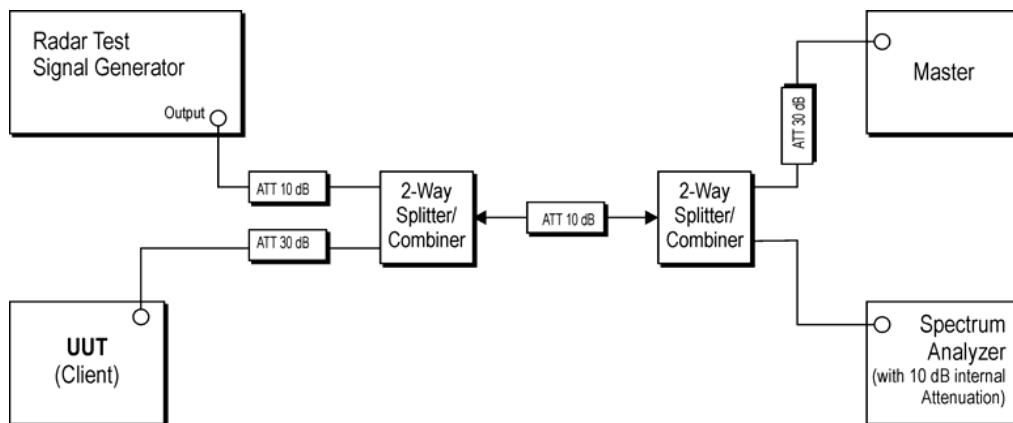 Radar Test
Signal Generator
Output
ATT 10 dB
ATT 30 dB
UUT
(Client)
2-Way
Splitter/
Combiner
ATT 10 dB
2-Way
Splitter/
Combiner
ATT 30 dB
Master
Spectrum
Analyzer
(with 10 dB internal
Attenuation)